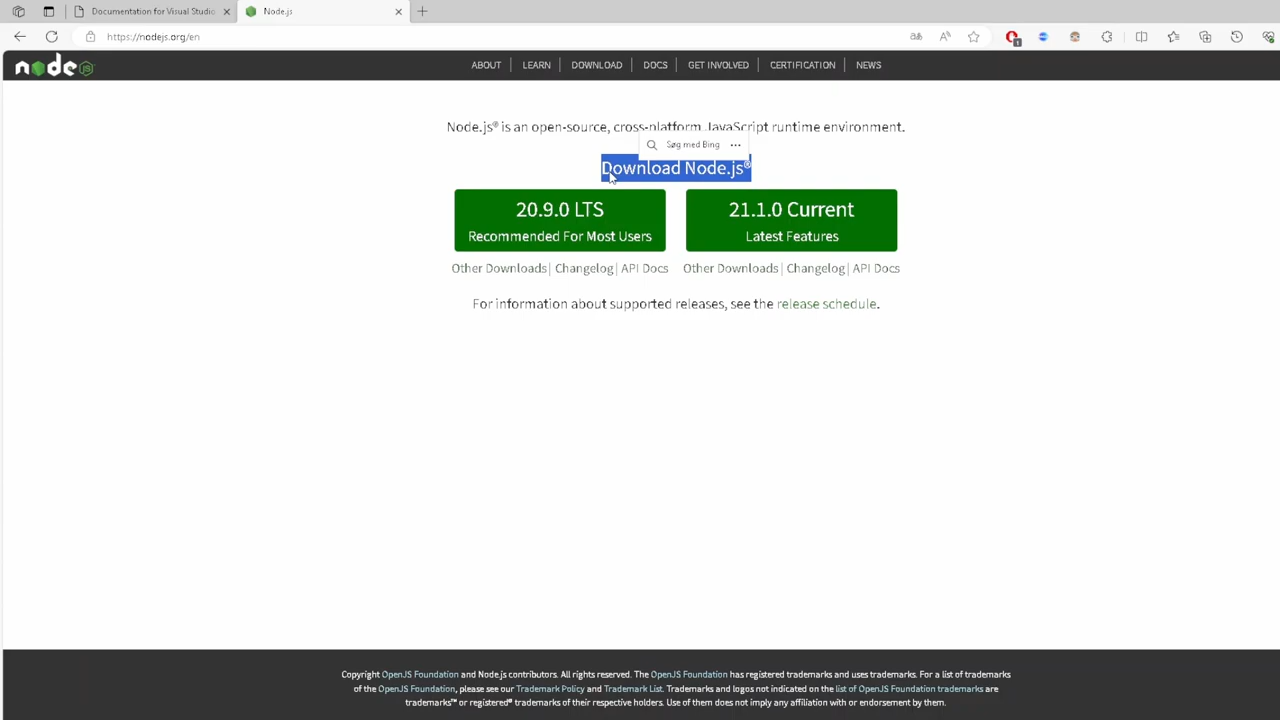 Documentation for Visual Studio
Node.js
https://nodejs.org/en
node
ABOUT
LEARN
DOWNLOAD
DOCS
GET INVOLVED
CERTIFICATION
NEWS
Node.js® is an open-source, cross-platform JavaScript runtime environment.
Søg med Bing
Download Node.js®
20.9.0 LTS
Recommended For Most Users
21.1.0 Current
Latest Features
Other Downloads | Changelog | API Docs
Other Downloads | Changelog | API Docs
For information about supported releases, see the release schedule.
Copyright OpenJS Foundation and Node.js contributors. All rights reserved. The OpenJS Foundation has registered trademarks and uses trademarks. For a list of trademarks
of the OpenJS Foundation, please see our Trademark Policy and Trademark List. Trademarks and logos not indicated on the list of OpenJS Foundation trademarks are
trademarks™ or registered® trademarks of their respective holders. Use of them does not imply any affiliation with or endorsement by them.